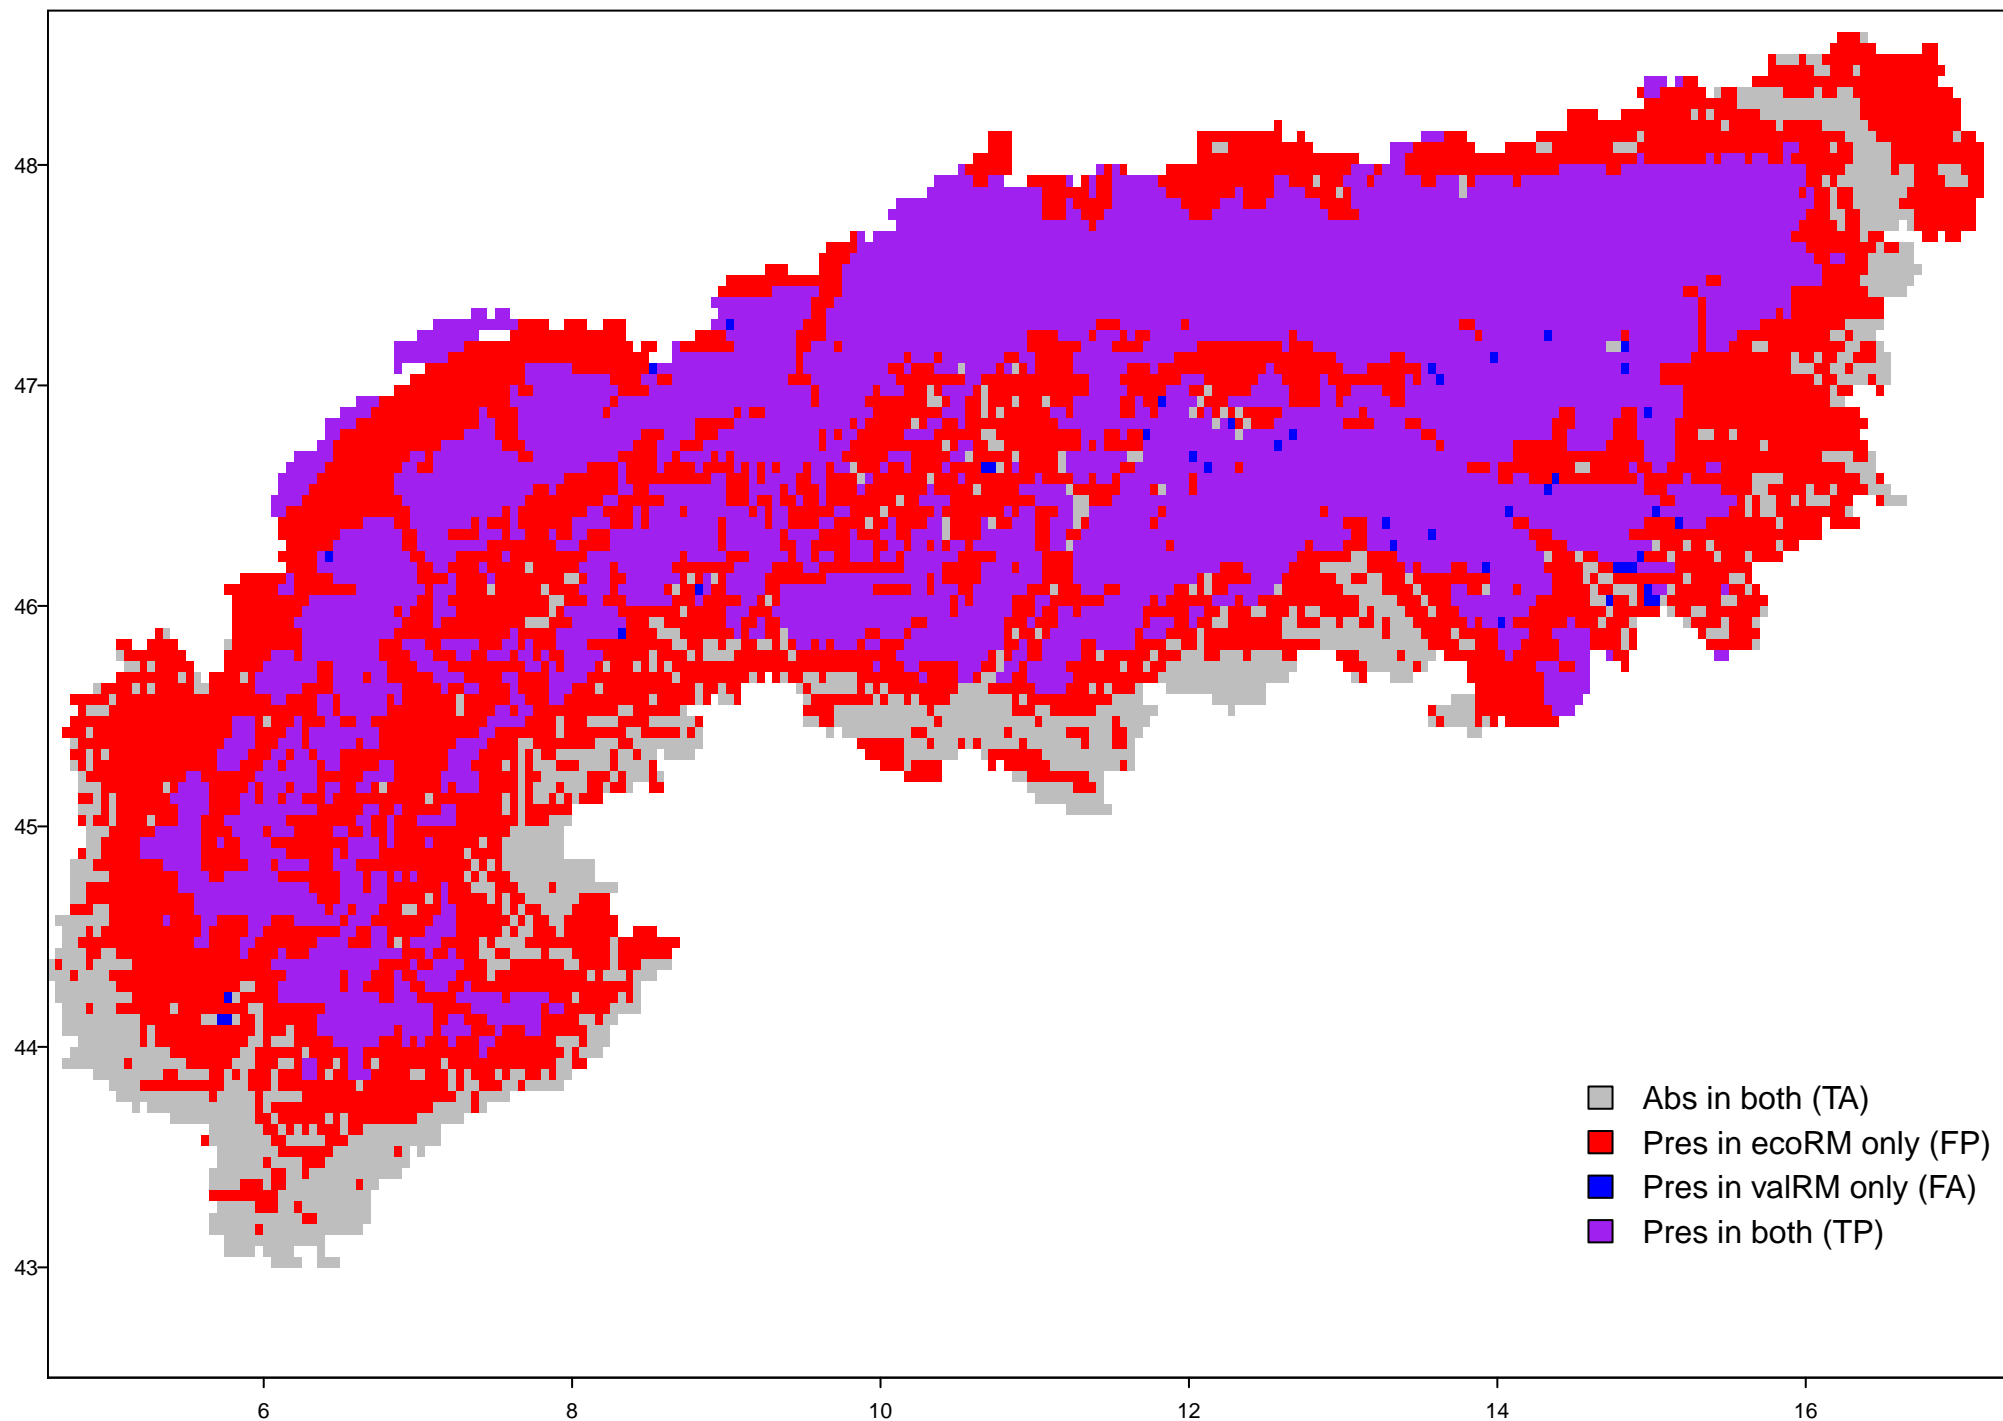 48
47
46
45
44
43
Abs in both (TA)
Pres in ecoRM only (FP)
Pres in valRM only (FA)
Pres in both (TP)
6 8 10 12 14 16